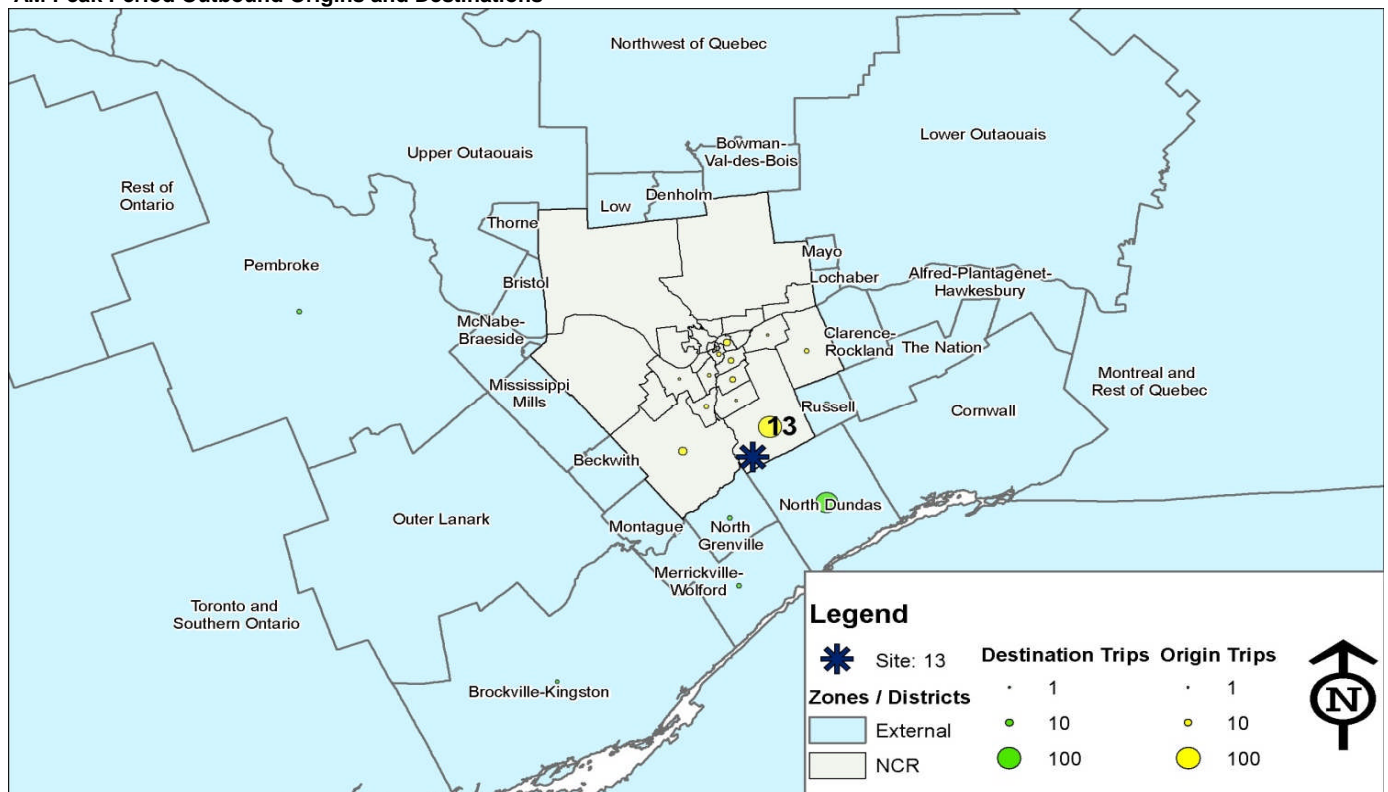 AM Peak Period Outbound Origins and Destinations
Northwest of Quebec
Lower Outaouais
Bowman-
Val-des-Bois
Upper Outaouais
Rest of
Ontario
Denholm
Low
Thorne
Mayo
Pembroke
Lochaber
Alfred-Plantagenet-
Hawkesbury
Bristol
McNabe-
Braeside
Clarence-
Rockland
The Nation
Montreal and
Rest of Quebec
Mississippi
Mills
Russell
Cornwall
13
Beckwith
North Dundas
Outer Lanark
Montague
North
Grenville
Merrickville-
Wolford
Toronto and
Southern Ontario
Brockville-Kingston
Legend
Site: 13
Destination Trips
Origin Trips
1
1
Zones / Districts
10
10
External
100
100
NCR
N